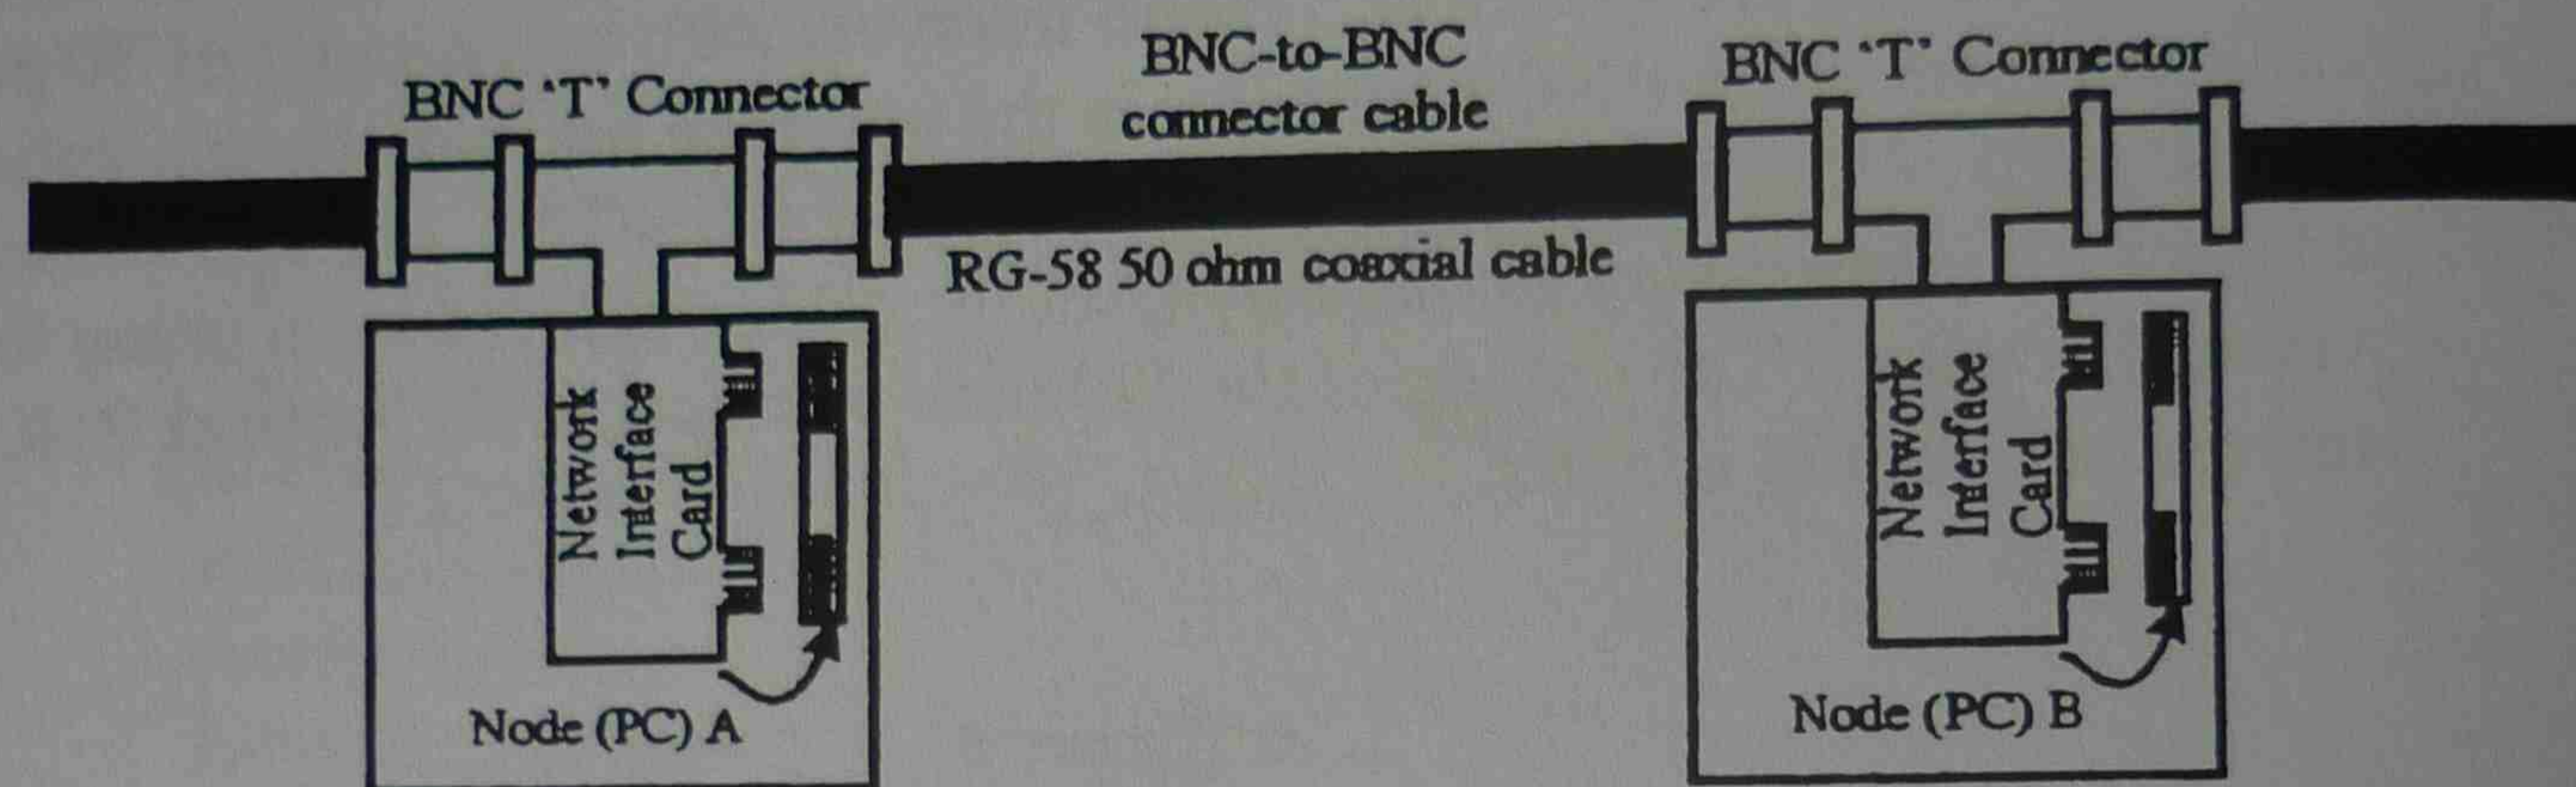 BNC 'T' Connector
BNC-to-BNC
connector cable
BNC 'T' Connector
RG-58 50 ohm coaxial cable
Network
Interface
Card
Node (PC) A
Network
Interface
Card
Node (PC) B